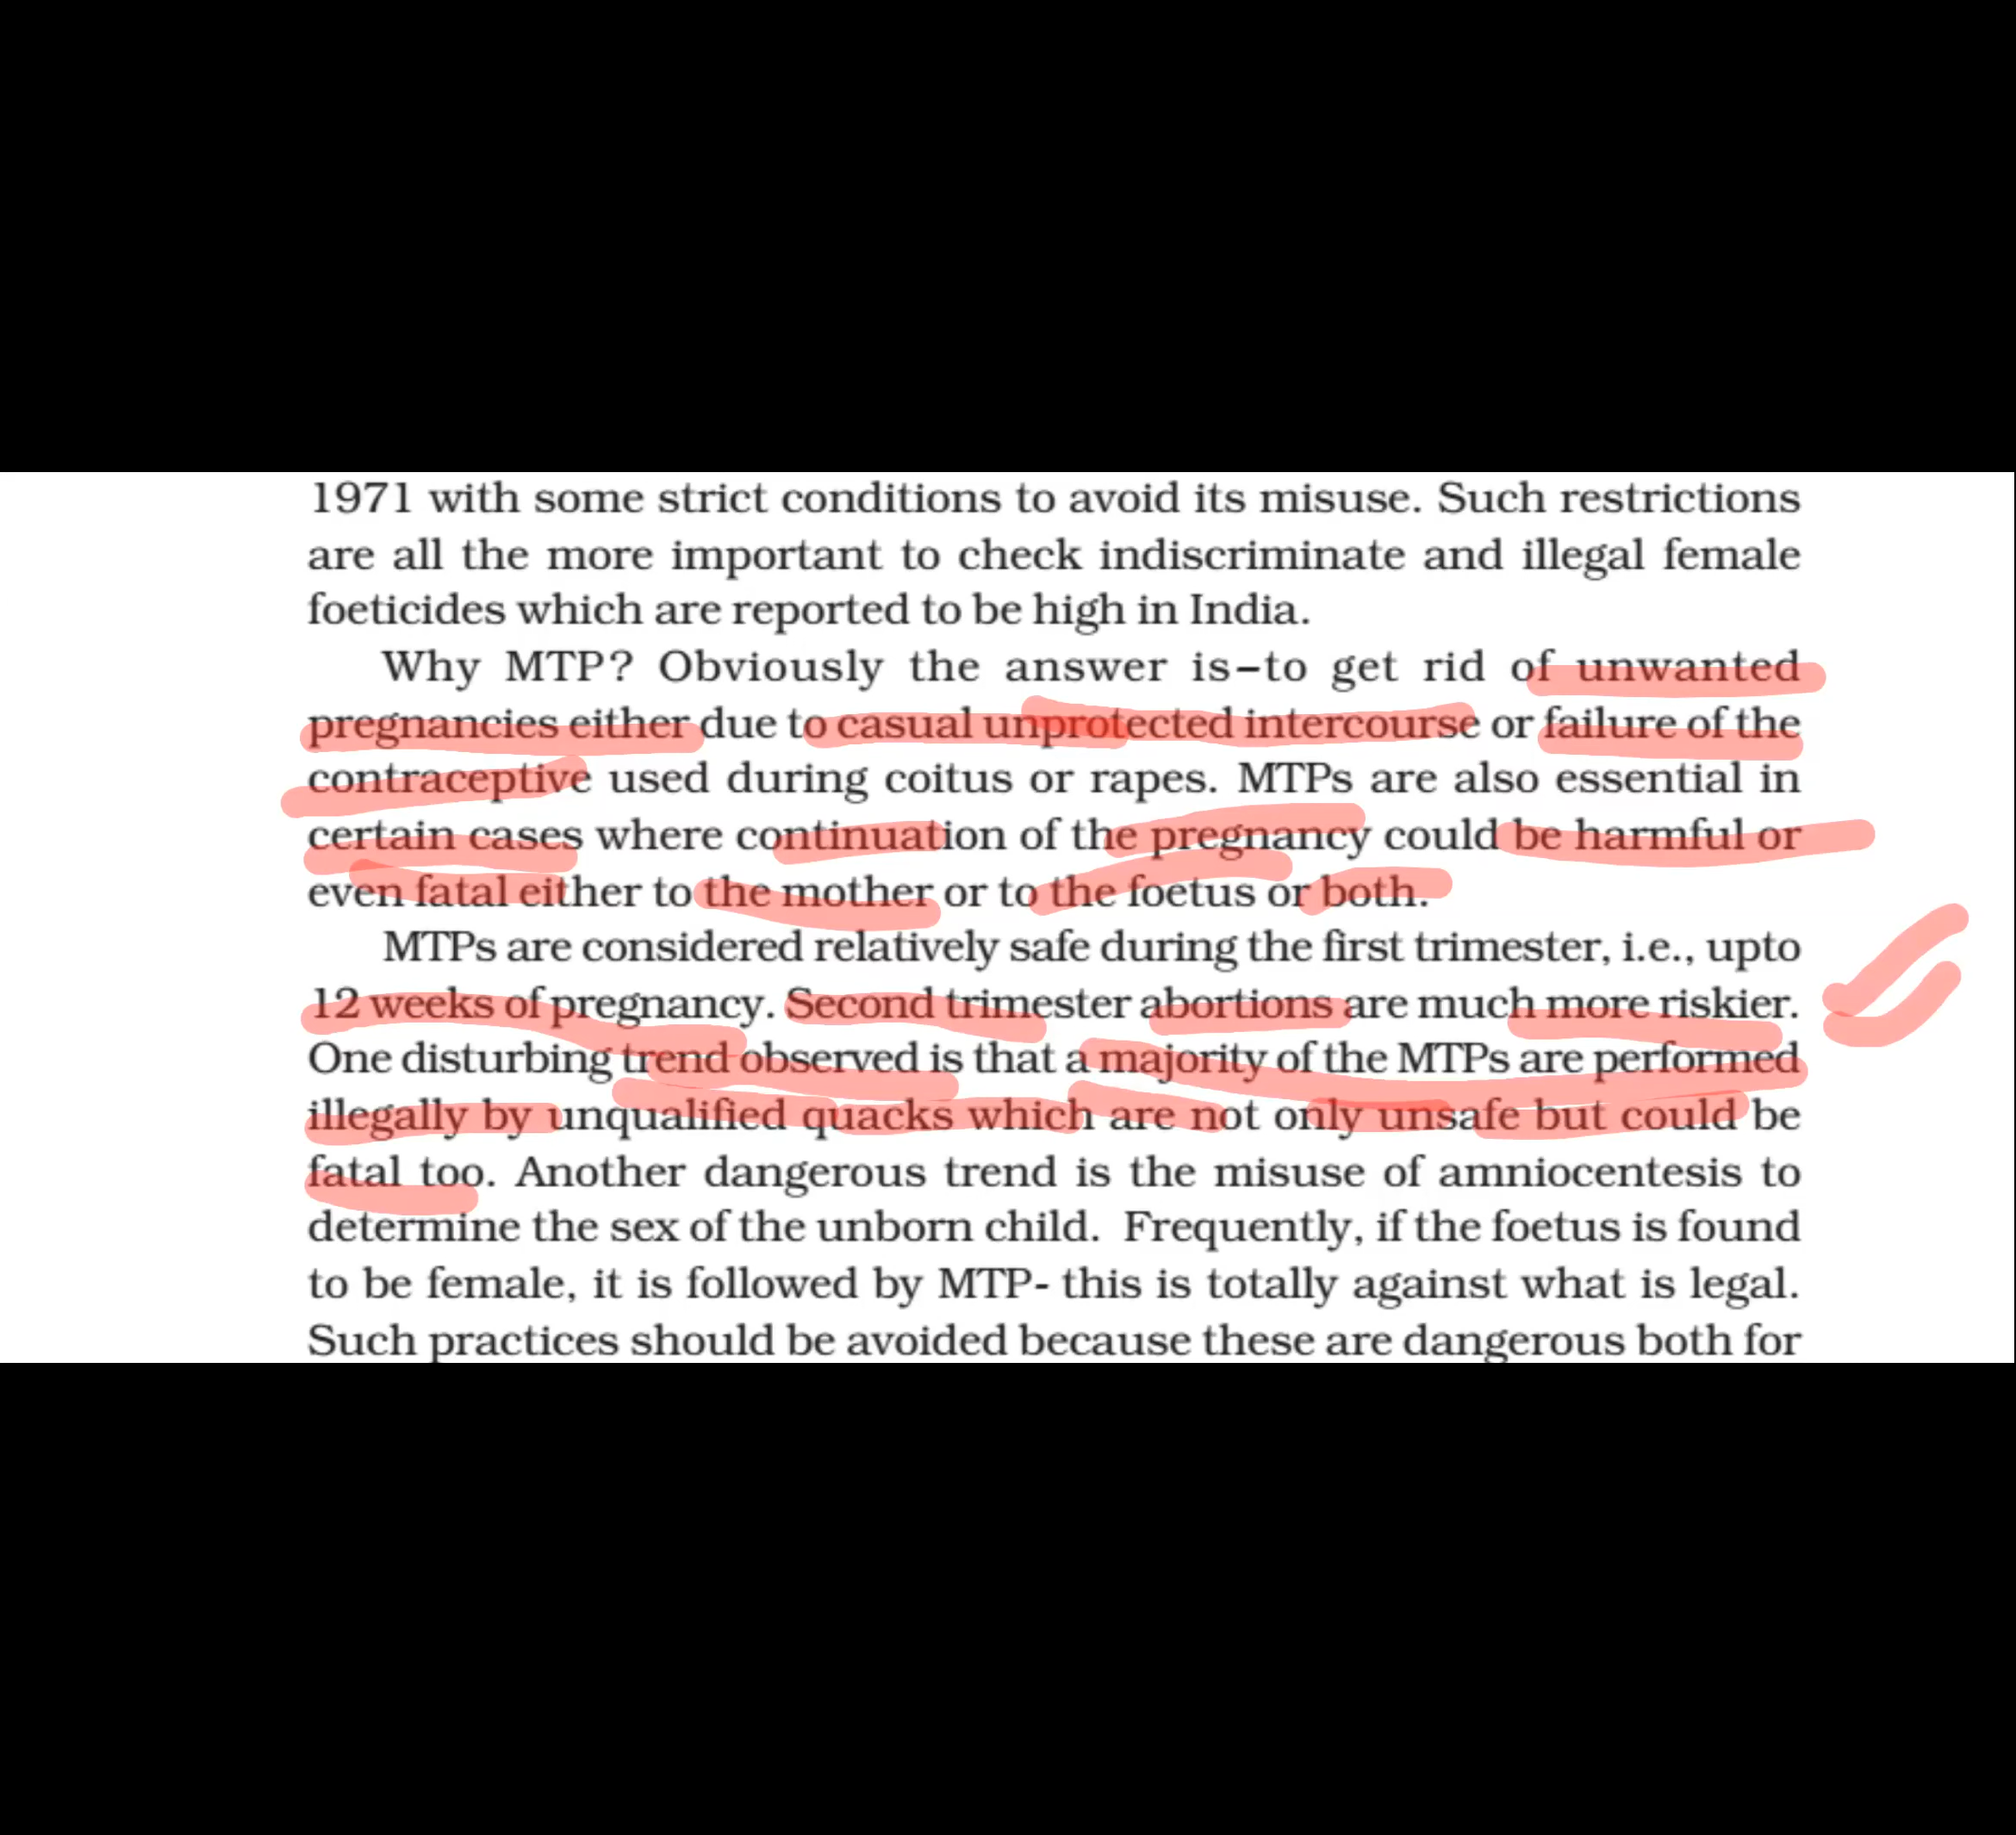 1971 with some strict conditions to avoid its misuse. Such restrictions
are all the more important to check indiscriminate and illegal female
foeticides which are reported to be high in India.
Why MTP? Obviously the answer is–to get rid of unwanted
pregnancies either due to casual unprotected intercourse or failure of the
contraceptive used during coitus or rapes. MTPs are also essential in
certain cases where continuation of the pregnancy could be harmful or
even fatal either to the mother or to the foetus or both.
MTPs are considered relatively safe during the first trimester, i.e., upto
12 weeks of pregnancy. Second trimester abortions are much more riskier.
One disturbing trend observed is that a majority of the MTPs are performed
illegally by unqualified quacks which are not only unsafe but could be
fatal too. Another dangerous trend is the misuse of amniocentesis to
determine the sex of the unborn child. Frequently, if the foetus is found
to be female, it is followed by MTP- this is totally against what is legal.
Such practices should be avoided because these are dangerous both for